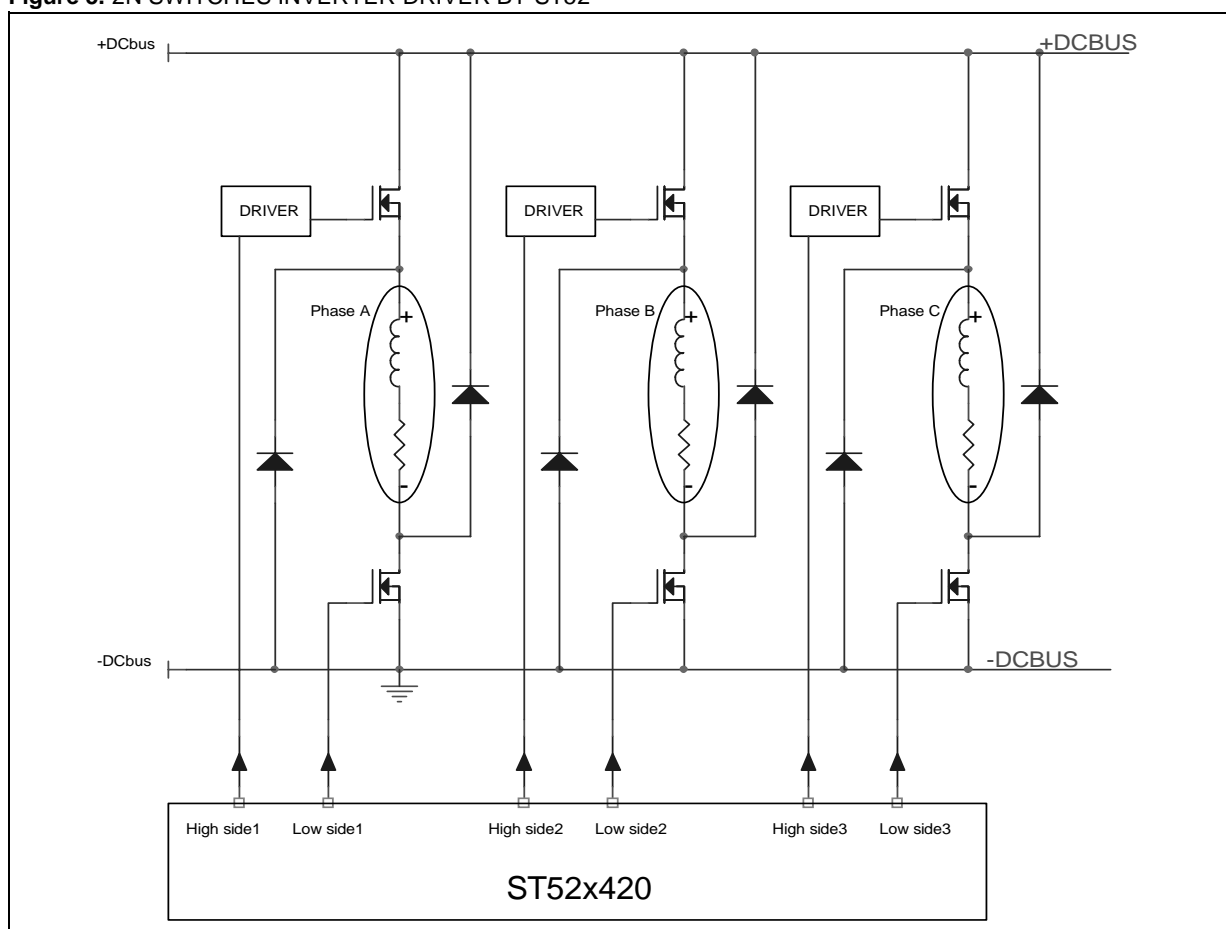 +DCbus
+DCBUS
DRIVER
DRIVER
DRIVER
Phase A
+
Phase B
+
Phase C
+
-
-
-
-DCbus
-DCBUS
High side1
Low side1
High side2
Low side2
High side3
Low side3
ST52x420